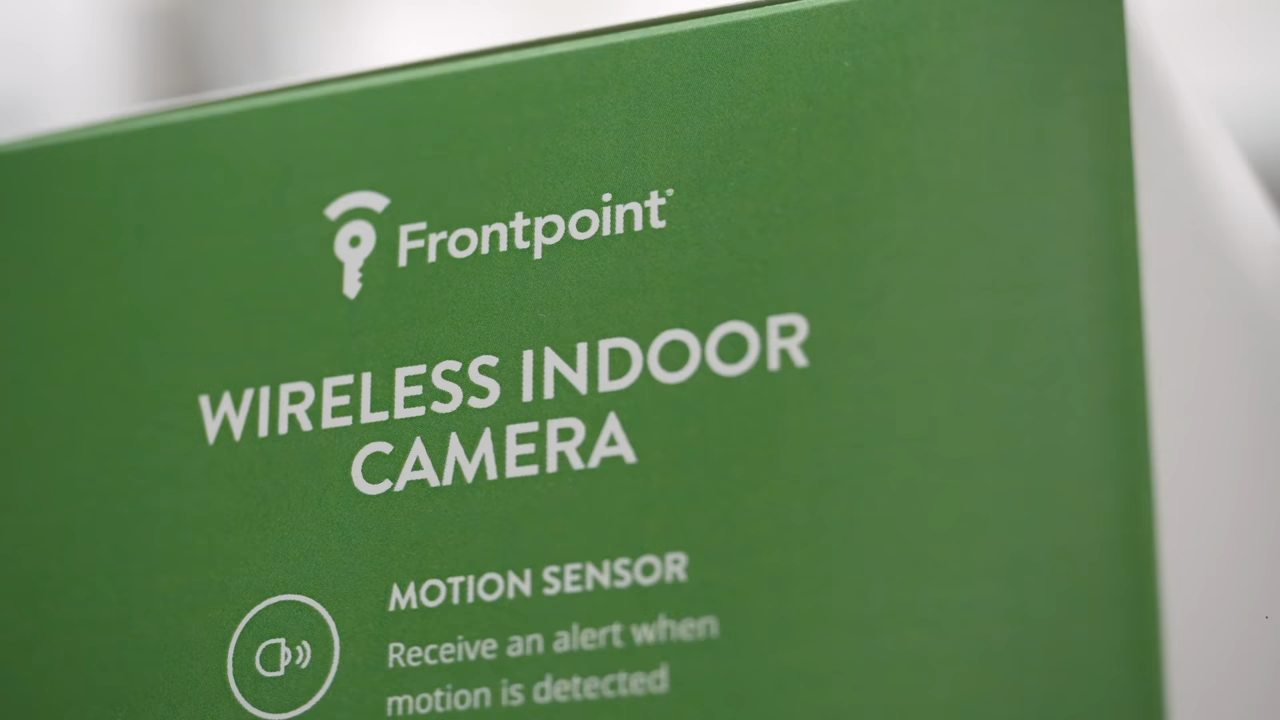 Frontpoint
WIRELESS INDOOR
CAMERA
MOTION SENSOR
Receive an alert when
motion is detected